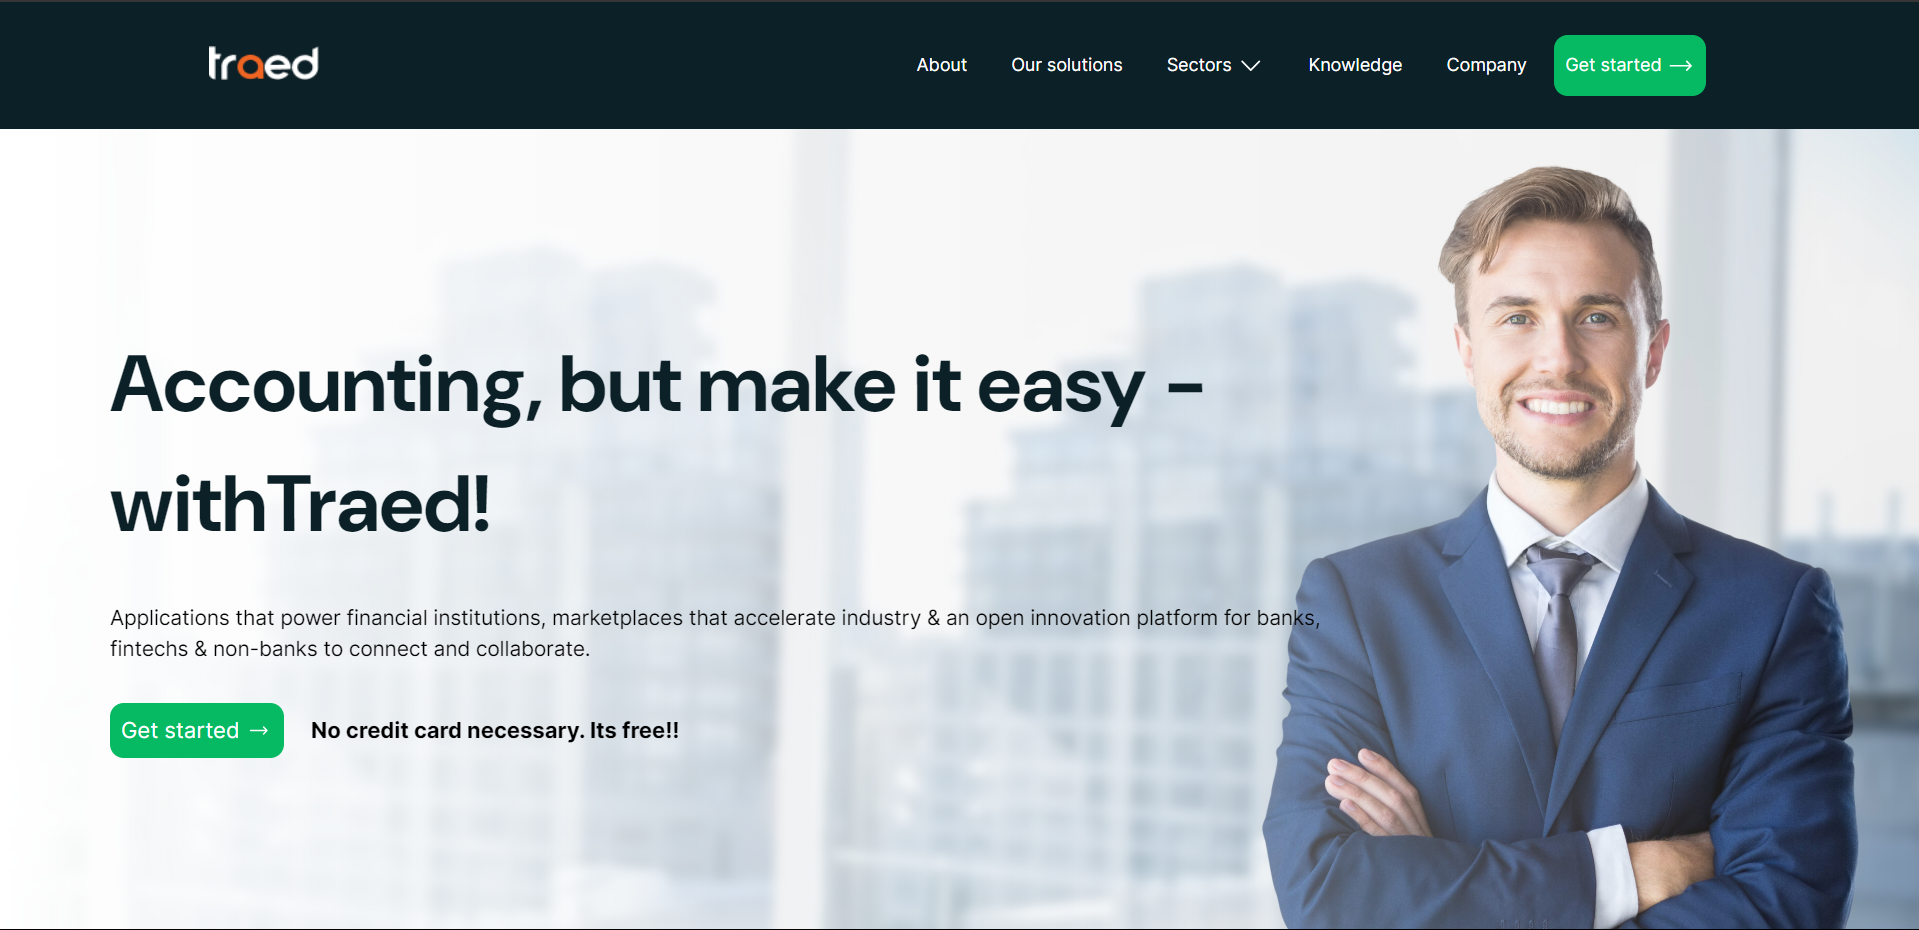 traed
About Our solutions Sectors Knowledge Company Get started →
Accounting, but make it easy -
withTraed!
Applications that power financial institutions, marketplaces that accelerate industry & an open innovation platform for banks,
fintechs & non-banks to connect and collaborate.
Get started → No credit card necessary. Its free!!